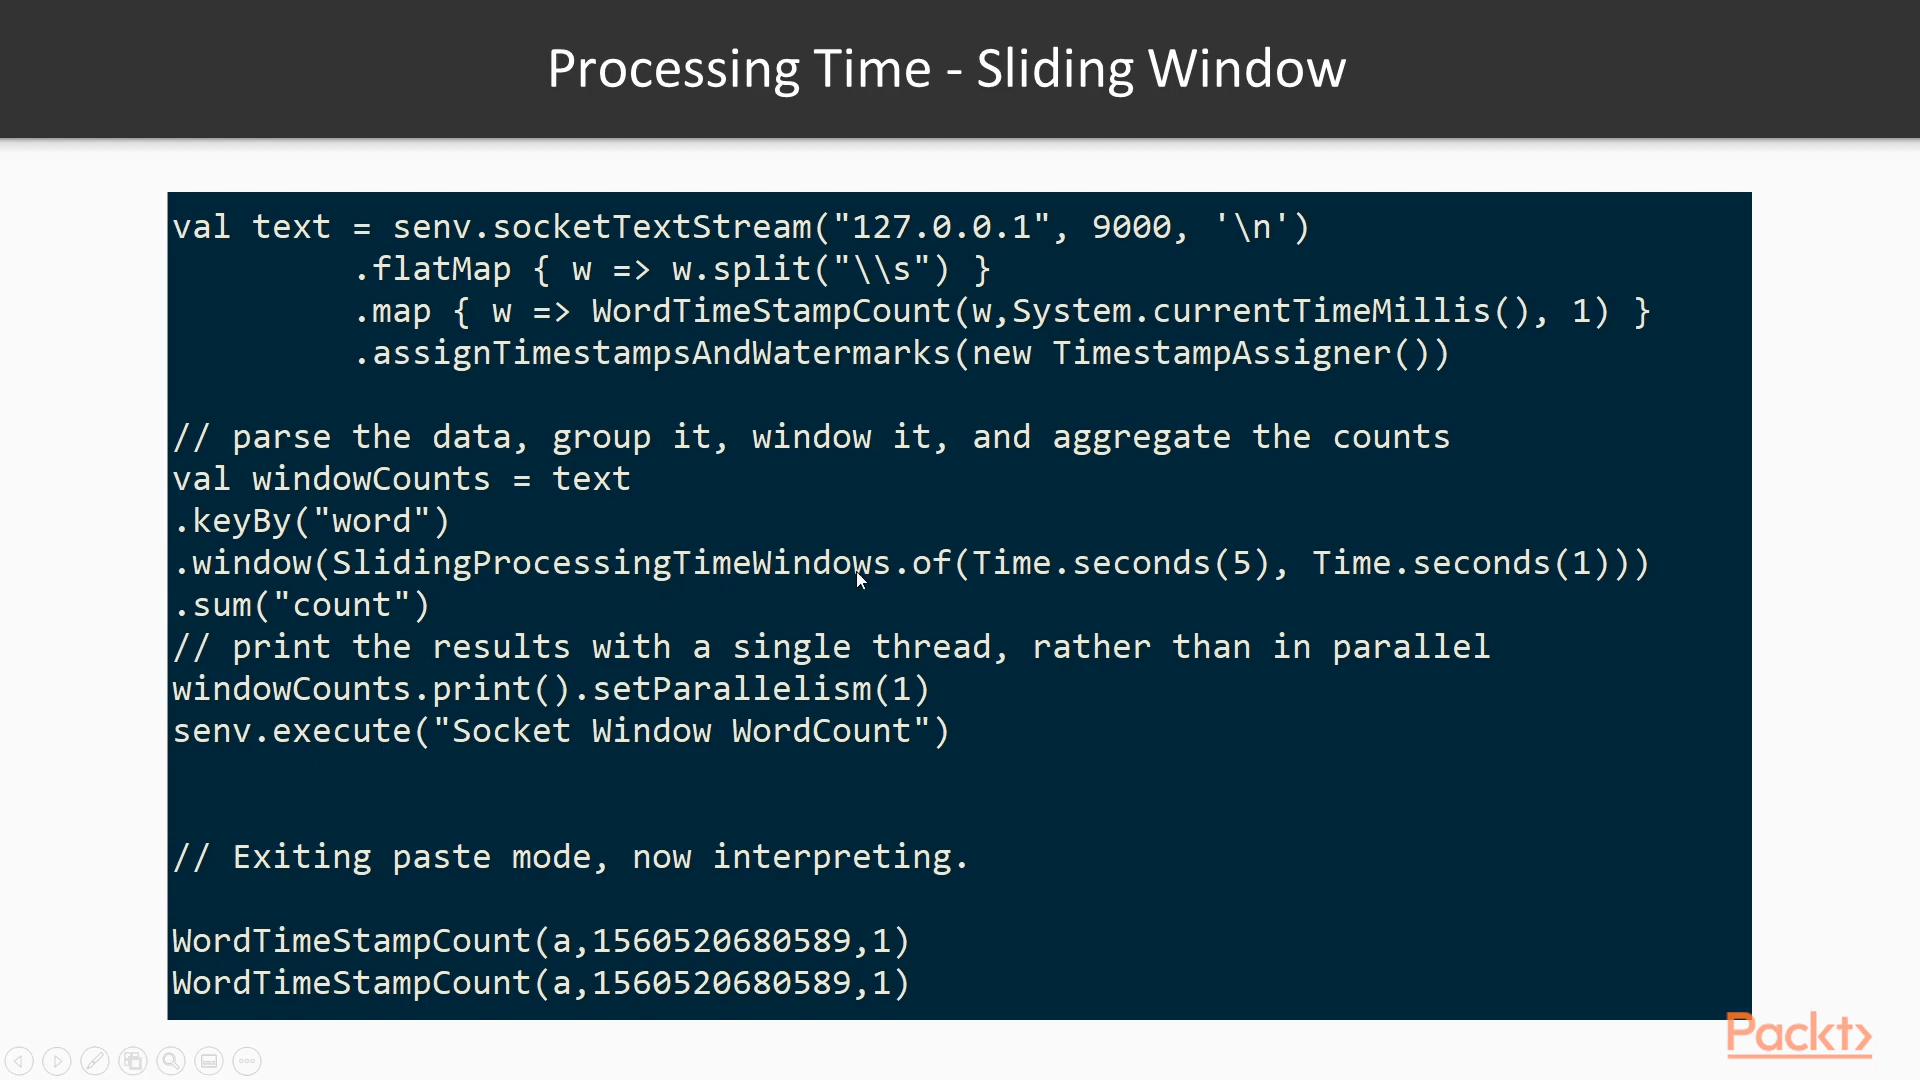 Processing Time - Sliding Window
val text = senv.socketTextStream("127.0.0.1", 9000, '\n')
.flatMap { w => w.split("\\s") }
.map { w => WordTimeStampCount(w,System.currentTimeMillis(), 1) }
.assignTimestampsAndWatermarks(new TimestampAssigner())
// parse the data, group it, window it, and aggregate the counts
val windowCounts = text
.keyBy("word")
.window(SlidingProcessingTimeWindows.of(Time.seconds(5), Time.seconds(1)))
.sum("count")
// print the results with a single thread, rather than in parallel
windowCounts.print().setParallelism(1)
senv.execute("Socket Window WordCount")
// Exiting paste mode, now interpreting.
WordTimeStampCount(a,1560520680589,1)
WordTimeStampCount(a,1560520680589,1)
Packt>